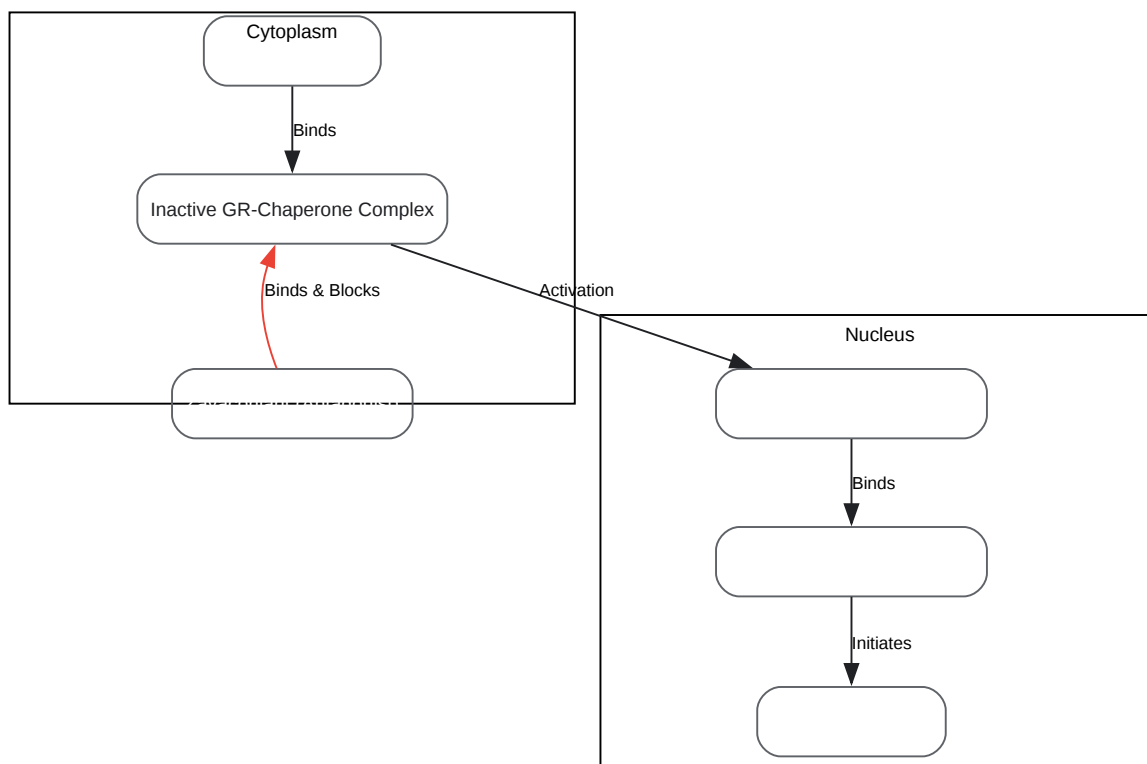 Cytoplasm
Binds
Inactive GR-Chaperone Complex
Binds & Blocks
Activation
Nucleus
Binds
Initiates